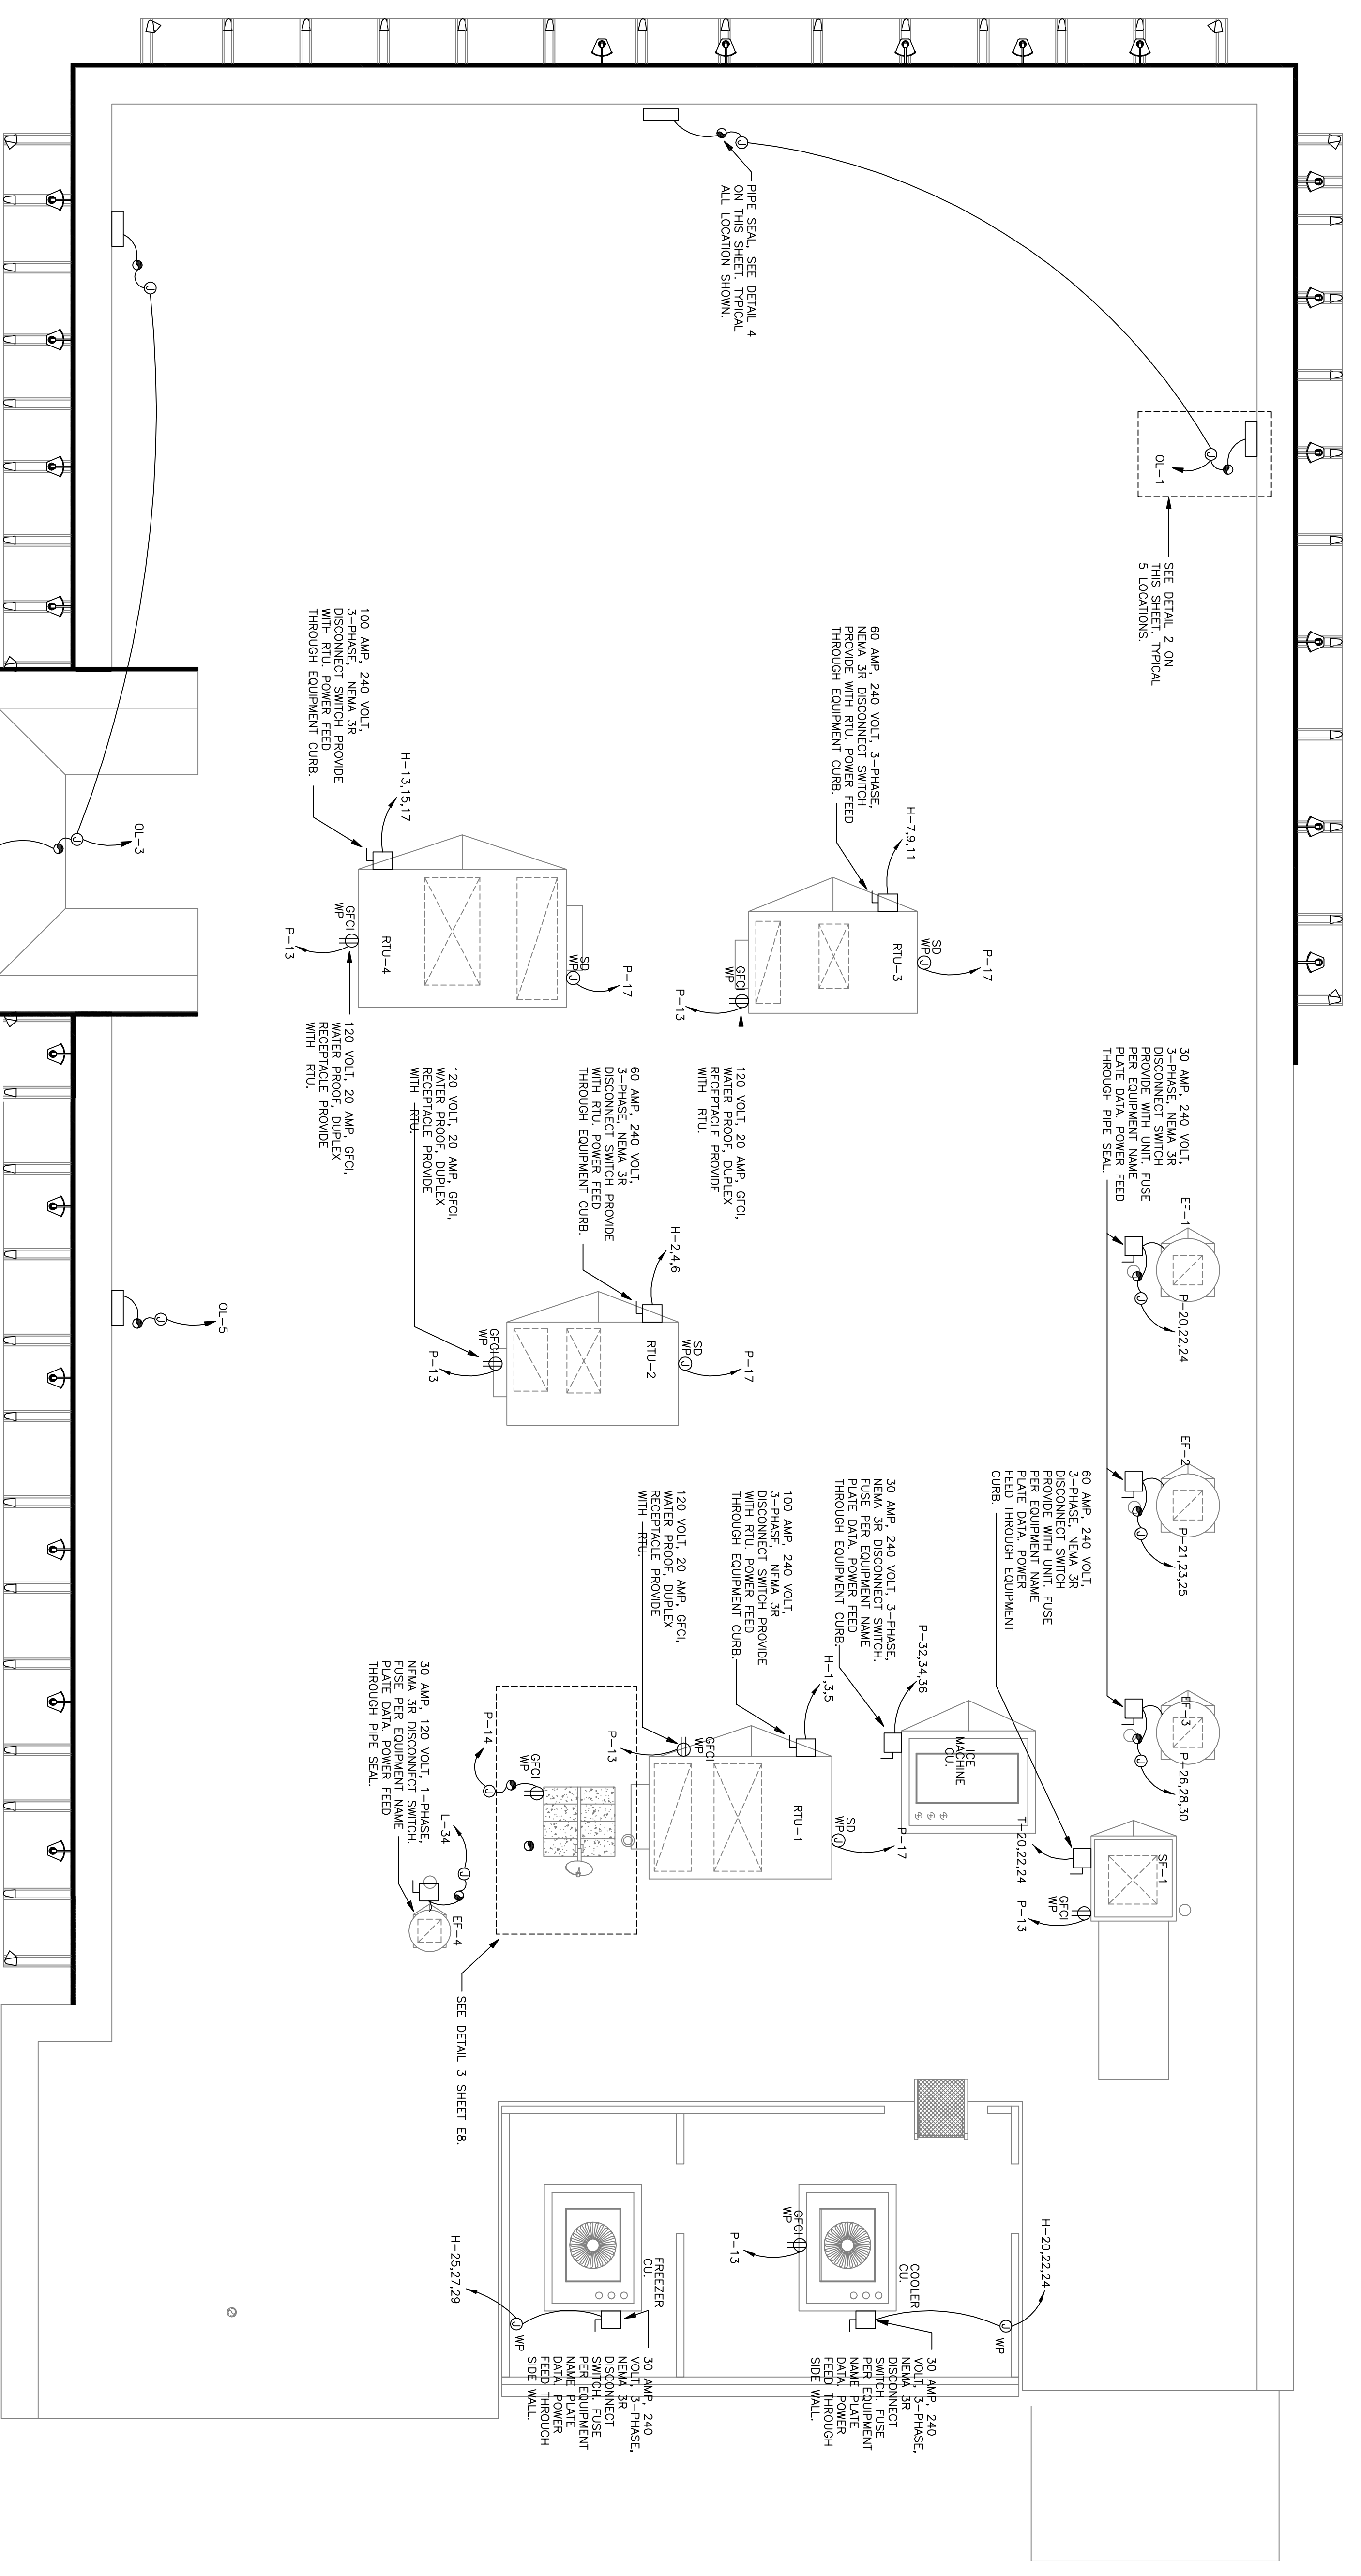 PIPE SEAL, SEE DETAIL 4
ON THIS SHEET. TYPICAL
ALL LOCATION SHOWN.
J
J
OL-1
SEE DETAIL 2 ON
THIS SHEET. TYPICAL
5 LOCATIONS.
J
J
OL-3
100 AMP, 240 VOLT,
3-PHASE, NEMA 3R
DISCONNECT SWITCH PROVIDE
WITH RTU. POWER FEED
THROUGH EQUIPMENT CURB.
H-13,15,17
RTU-4
GFCI
WP
P-13
SD
WP
J
P-17
120 VOLT, 20 AMP, GFCI,
WATER PROOF, DUPLEX
RECEPTACLE PROVIDE
WITH RTU.
60 AMP, 240 VOLT, 3-PHASE,
NEMA 3R DISCONNECT SWITCH
PROVIDE WITH RTU. POWER FEED
THROUGH EQUIPMENT CURB.
H-7,9,11
RTU-3
SD
WP
J
P-17
GFCI
WP
P-13
120 VOLT, 20 AMP, GFCI,
WATER PROOF, DUPLEX
RECEPTACLE PROVIDE
WITH RTU.
60 AMP, 240 VOLT,
3-PHASE, NEMA 3R
DISCONNECT SWITCH PROVIDE
WITH RTU. POWER FEED
THROUGH EQUIPMENT CURB.
120 VOLT, 20 AMP, GFCI,
WATER PROOF, DUPLEX
RECEPTACLE PROVIDE
WITH RTU.
H-2,4,6
RTU-2
SD
WP
J
P-17
GFCI
WP
P-13
J
OL-5
30 AMP, 240 VOLT,
3-PHASE, NEMA 3R
DISCONNECT SWITCH
PROVIDE WITH UNIT. FUSE
PER EQUIPMENT NAME
PLATE DATA. POWER FEED
THROUGH PIPE SEAL.
EF-1
J
P-20,22,24
EF-2
J
P-21,23,25
EF-3
J
P-26,28,30
60 AMP, 240 VOLT,
3-PHASE, NEMA 3R
DISCONNECT SWITCH
PROVIDE WITH UNIT. FUSE
PER EQUIPMENT NAME
PLATE DATA. POWER
FEED THROUGH EQUIPMENT
CURB.
SF-1
T-20,22,24
GFCI
WP
P-13
30 AMP, 240 VOLT, 3-PHASE,
NEMA 3R DISCONNECT SWITCH.
FUSE PER EQUIPMENT NAME
PLATE DATA. POWER FEED
THROUGH EQUIPMENT CURB.
P-32,34,36
ICE
MACHINE
CU.
100 AMP, 240 VOLT,
3-PHASE, NEMA 3R
DISCONNECT SWITCH PROVIDE
WITH RTU. POWER FEED
THROUGH EQUIPMENT CURB.
H-1,3,5
RTU-1
SD
WP
J
P-17
120 VOLT, 20 AMP, GFCI,
WATER PROOF, DUPLEX
RECEPTACLE PROVIDE
WITH RTU.
GFCI
WP
P-13
GFCI
WP
J
P-14
30 AMP, 120 VOLT, 1-PHASE,
NEMA 3R DISCONNECT SWITCH.
FUSE PER EQUIPMENT NAME
PLATE DATA. POWER FEED
THROUGH PIPE SEAL.
L-34
J
EF-4
SEE DETAIL 3 SHEET E8.
COOLER
CU.
GFCI
WP
P-13
H-20,22,24
J
WP
30 AMP, 240
VOLT, 3-PHASE,
NEMA 3R
DISCONNECT
SWITCH. FUSE
PER EQUIPMENT
NAME PLATE
DATA. POWER
FEED THROUGH
SIDE WALL.
FREEZER
CU.
H-25,27,29
J
WP
30 AMP, 240
VOLT, 3-PHASE,
NEMA 3R
DISCONNECT
SWITCH. FUSE
PER EQUIPMENT
NAME PLATE
DATA. POWER
FEED THROUGH
SIDE WALL.